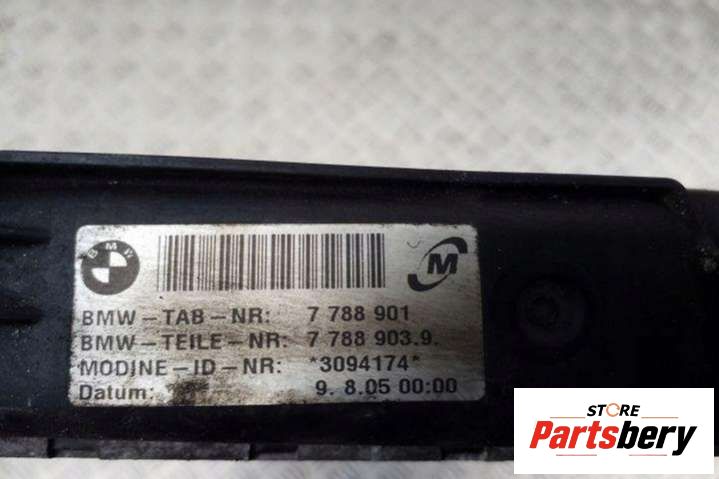 BMW
M
BMW-TAB-NR: 7 788 901
BMW-TEILE-NR: 7 788 903.9.
MODINE-ID-NR: *3094174*
Datum: 9. 8.05 00:00
STORE
Partsbery